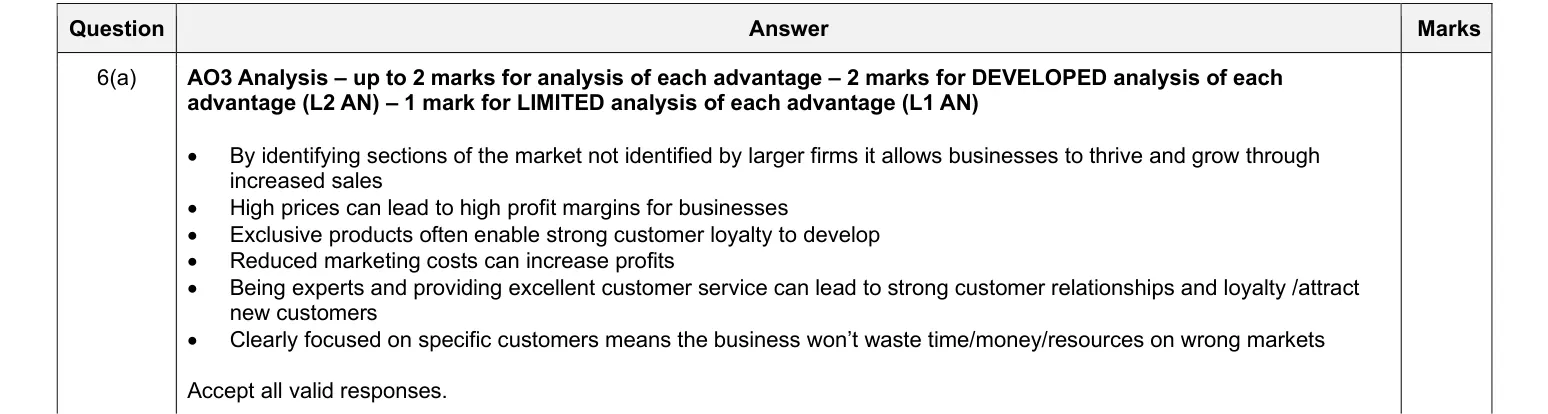 Question Answer Marks
6(a) AO3 Analysis – up to 2 marks for analysis of each advantage – 2 marks for DEVELOPED analysis of each
advantage (L2 AN) – 1 mark for LIMITED analysis of each advantage (L1 AN)
• By identifying sections of the market not identified by larger firms it allows businesses to thrive and grow through
increased sales
• High prices can lead to high profit margins for businesses
• Exclusive products often enable strong customer loyalty to develop
• Reduced marketing costs can increase profits
• Being experts and providing excellent customer service can lead to strong customer relationships and loyalty /attract
new customers
• Clearly focused on specific customers means the business won’t waste time/money/resources on wrong markets
Accept all valid responses.